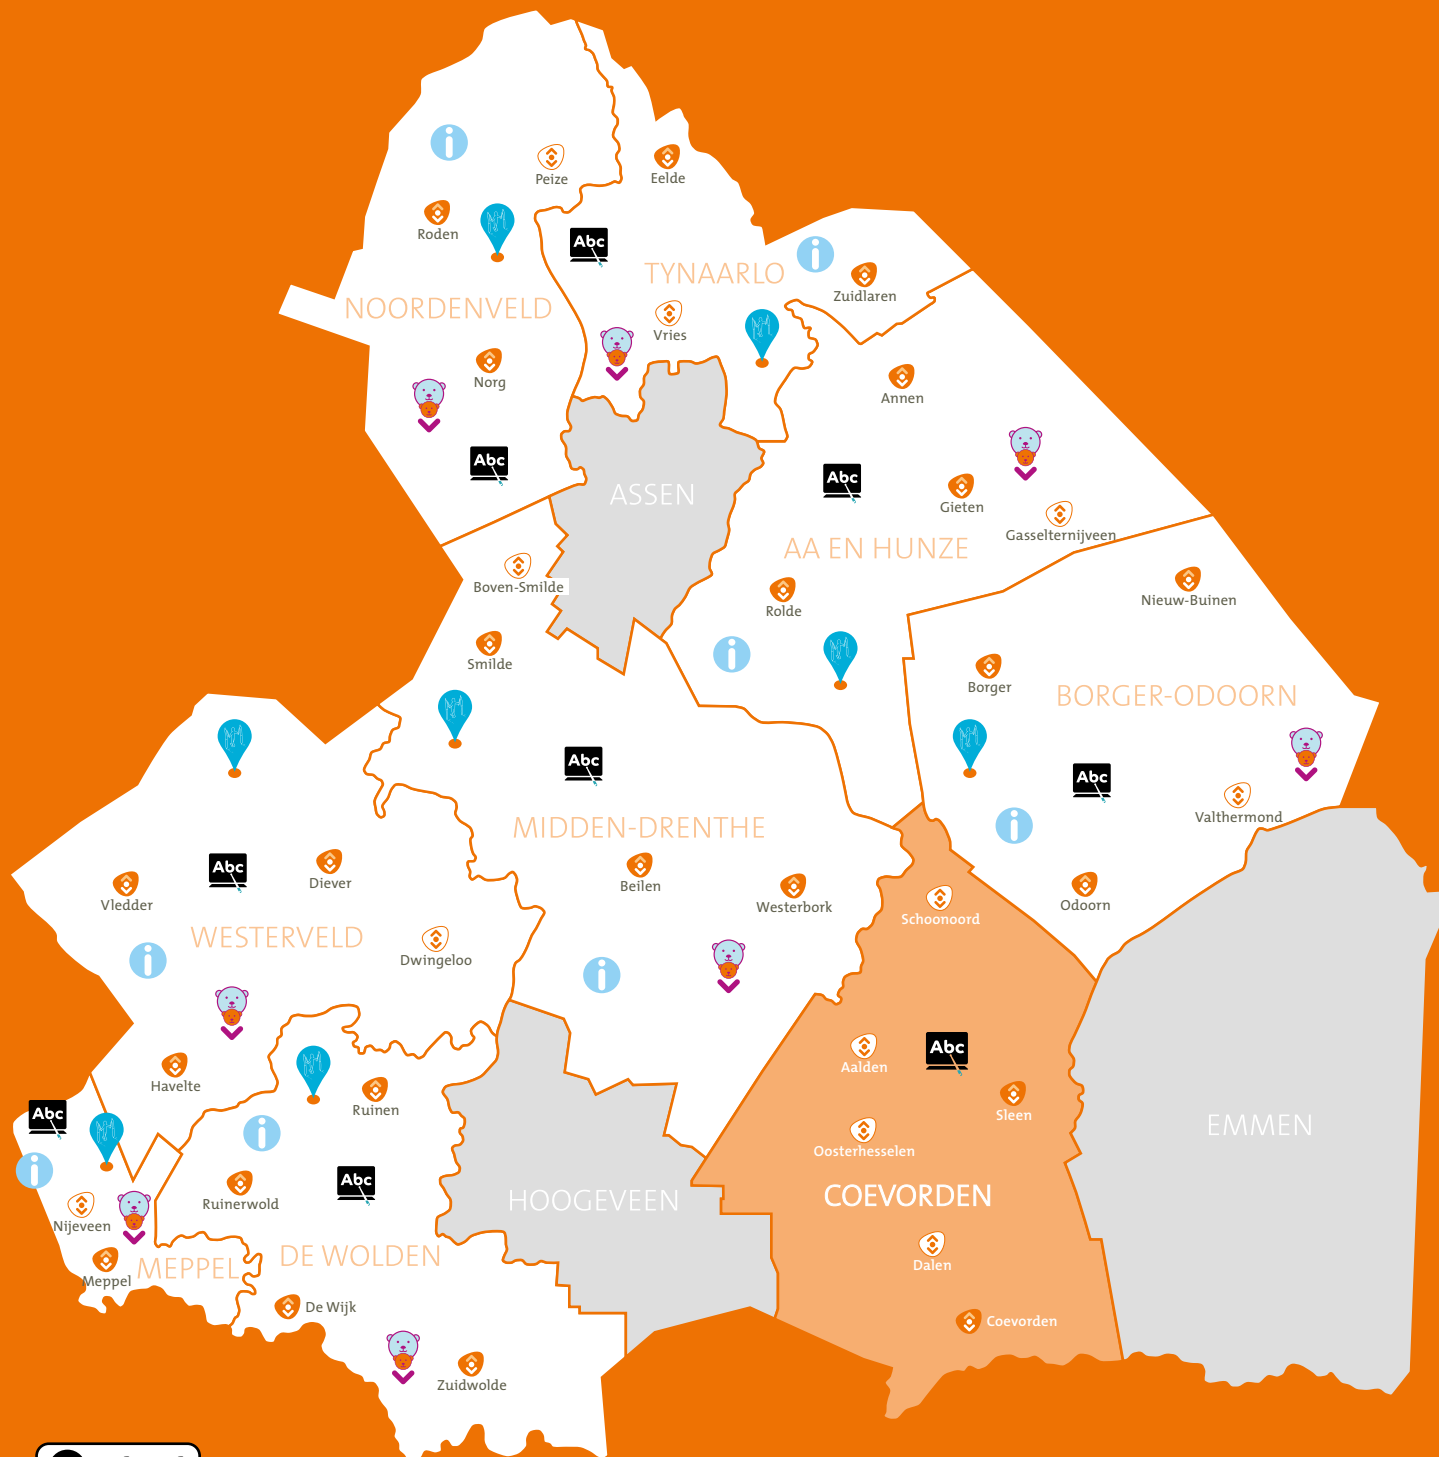 Peize
Eelde
Roden
Abc
TYNAARLO
Zuidlaren
NOORDENVELD
Vries
Norg
Annen
Abc
ASSEN
Abc
Gieten
Gasselternijveen
AA EN HUNZE
Boven-Smilde
Rolde
Nieuw-Buinen
Smilde
Borger
BORGER-ODOORN
Abc
Abc
Valthermond
MIDDEN-DRENTHE
Abc
Diever
Beilen
Vledder
Westerbork
Odoorn
Schoonoord
WESTERVELD
Dwingeloo
Abc
Aalden
Havelte
Ruinen
Sleen
Abc
EMMEN
Oosterhesselen
Abc
Ruinerwold
HOOGEVEEN
COEVORDEN
Nijeveen
DE WOLDEN
Meppel
MEPPEL
Dalen
De Wijk
Coevorden
Zuidwolde